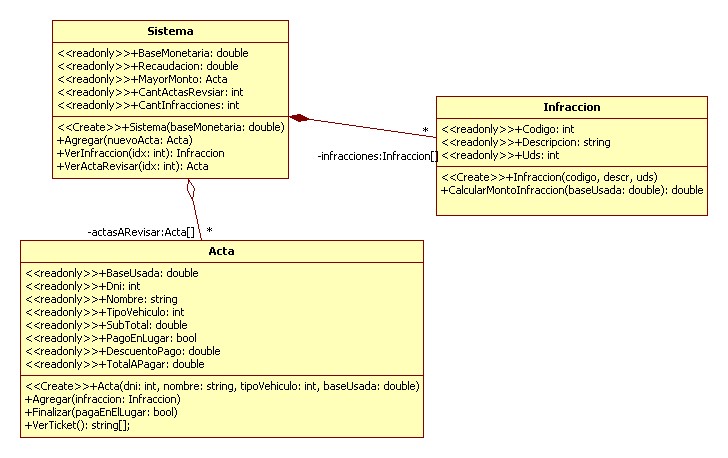 Sistema
<<readonly>>+BaseMonetaria: double
<<readonly>>+Recaudacion: double
<<readonly>>+MayorMonto: Acta
<<readonly>>+CantActasRevsiar: int
<<readonly>>+CantInfracciones: int
<<Create>>+Sistema(baseMonetaria: double)
+Agregar(nuevoActa: Acta)
+VerInfraccion(idx: int): Infraccion
+VerActaRevisar(idx: int): Acta
*
-infracciones:Infraccion[]
Infraccion
<<readonly>>+Codigo: int
<<readonly>>+Descripcion: string
<<readonly>>+Uds: int
<<Create>>+Infraccion(codigo, descr, uds)
+CalcularMontoInfraccion(baseUsada: double): double
-actasARevisar:Acta[]
*
Acta
<<readonly>>+BaseUsada: double
<<readonly>>+Dni: int
<<readonly>>+Nombre: string
<<readonly>>+TipoVehiculo: int
<<readonly>>+SubTotal: double
<<readonly>>+PagoEnLugar: bool
<<readonly>>+DescuentoPago: double
<<readonly>>+TotalAPagar: double
<<Create>>+Acta(dni: int, nombre: string, tipoVehiculo: int, baseUsada: double)
+Agregar(infraccion: Infraccion)
+Finalizar(pagaEnElLugar: bool)
+VerTicket(): string[];